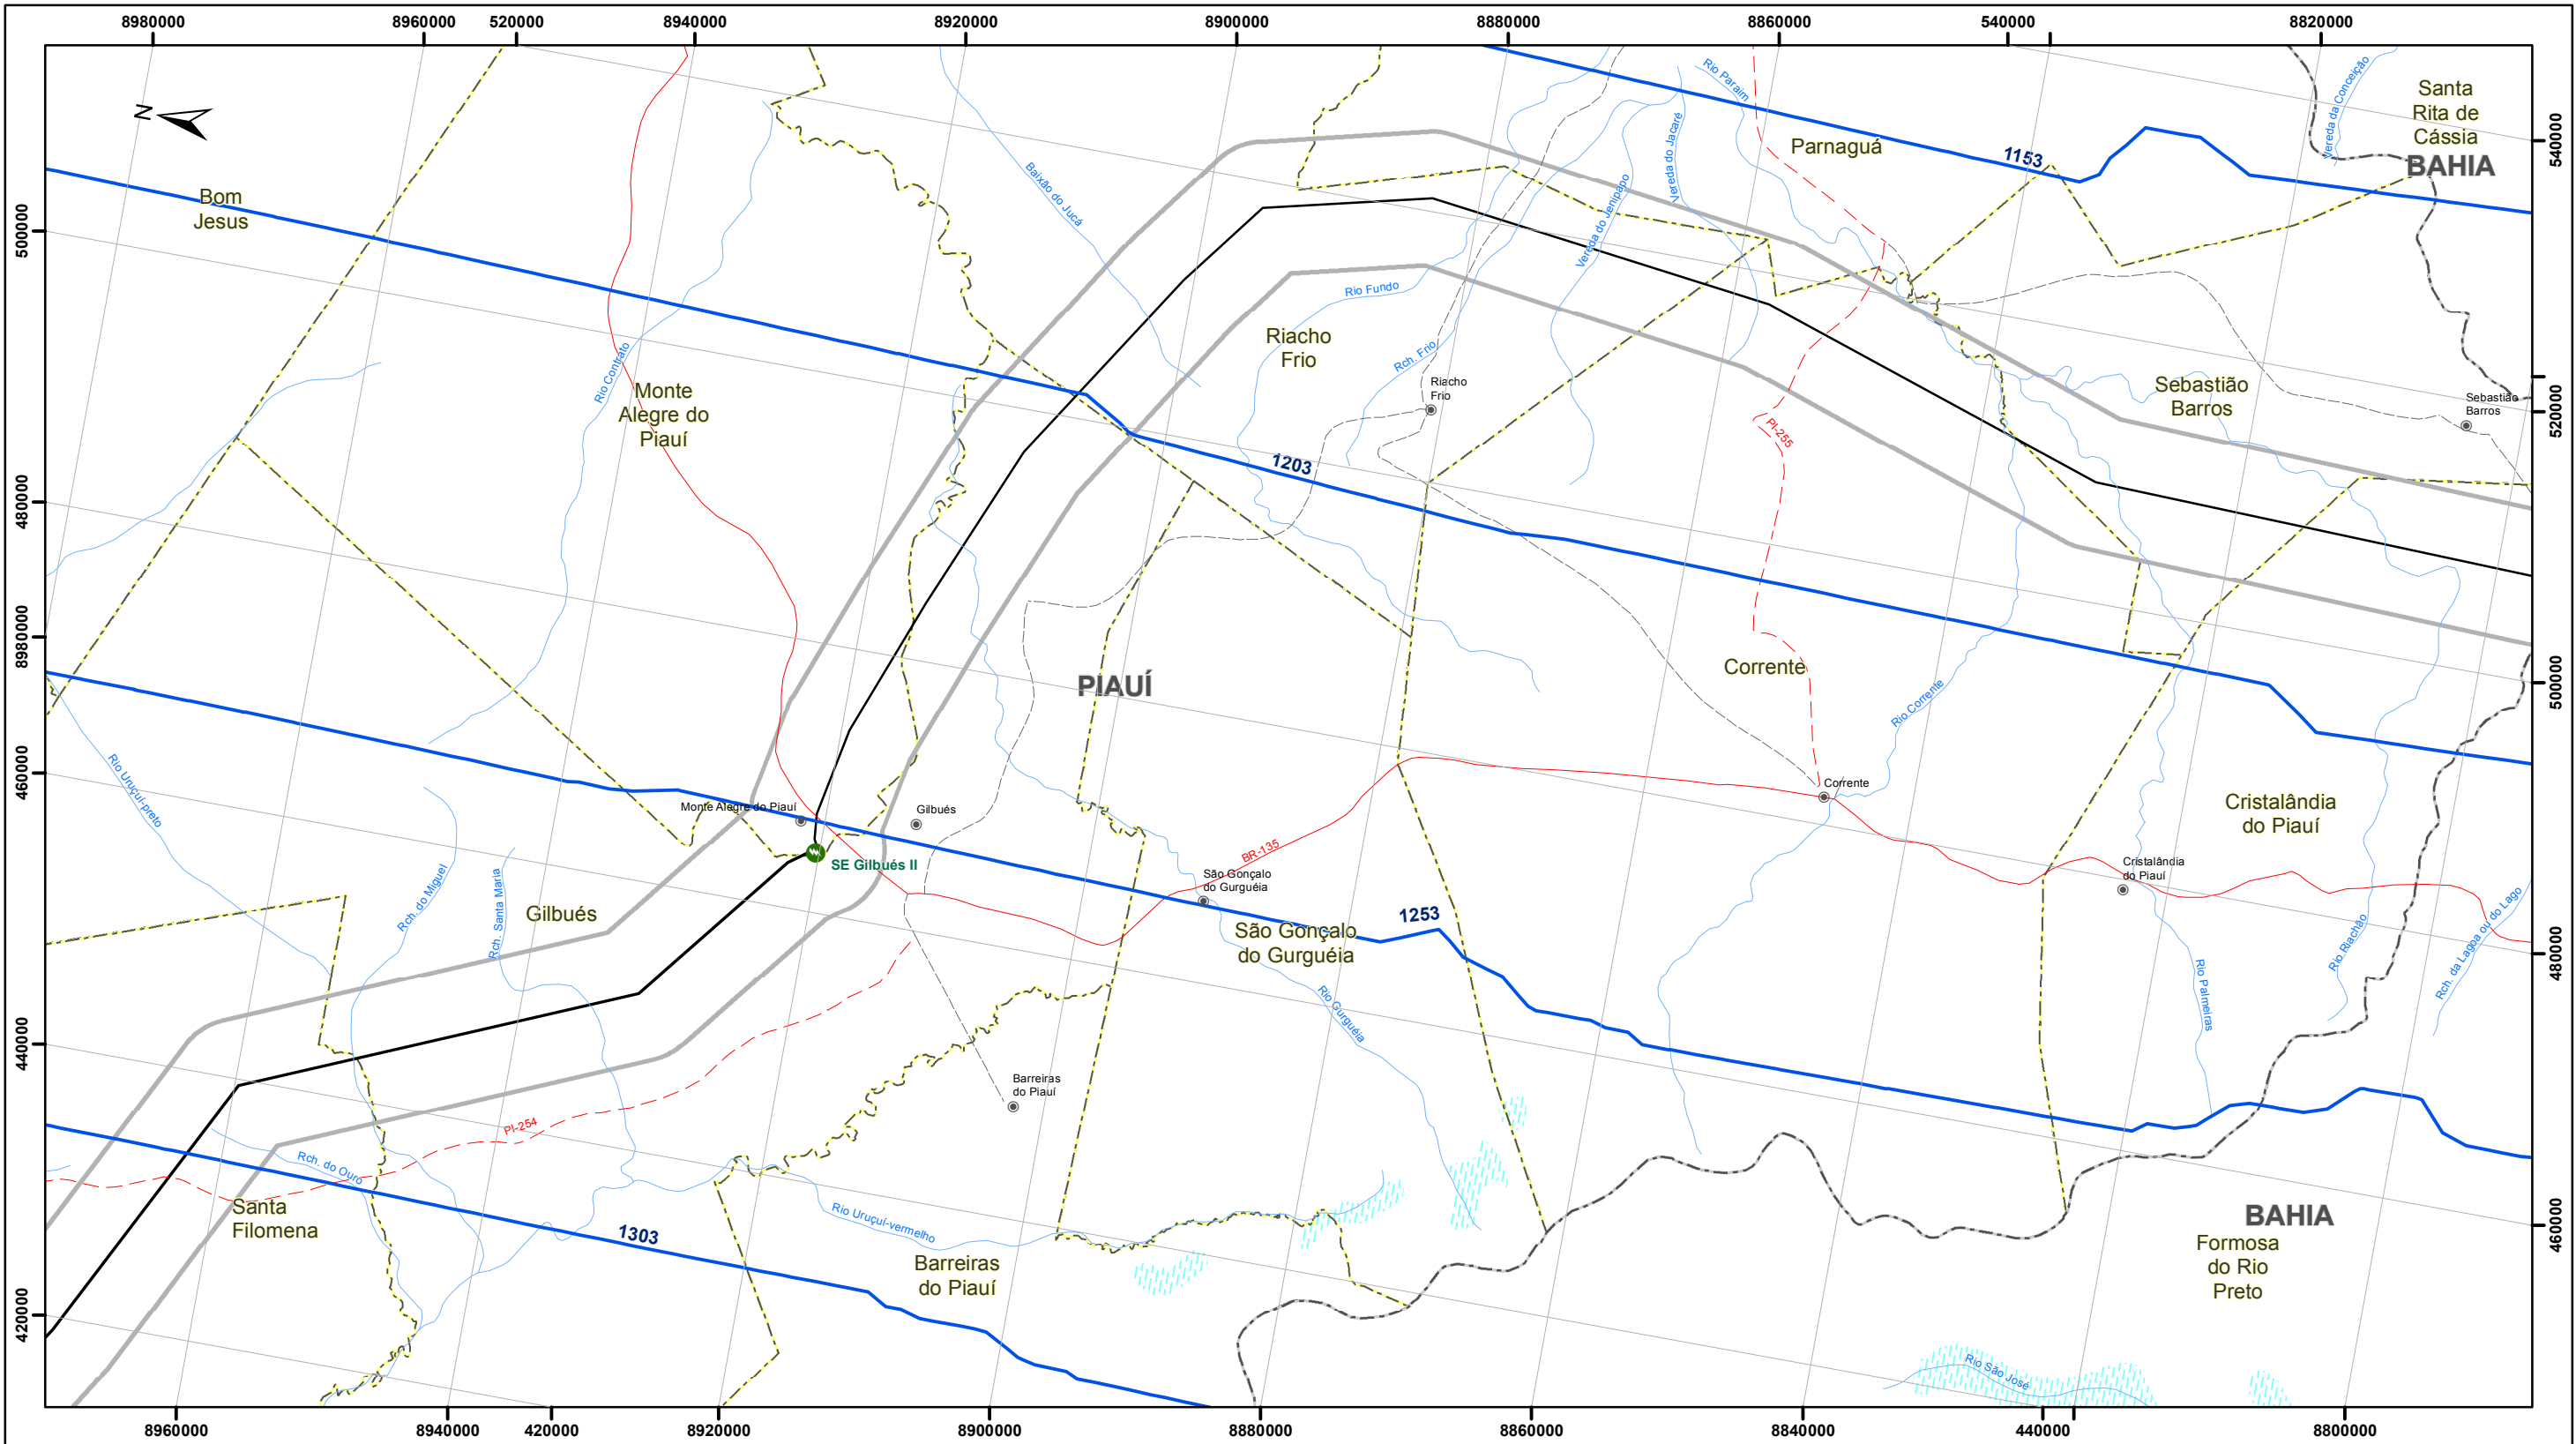 8980000
8960000
520000
8940000
8920000
8900000
8880000
8860000
540000
8820000
N
Bom
Jesus
Monte
Alegre do
Piauí
Rio Contrato
Baixão do Jucá
Rio Paraim
Vereda do Jacaré
Vereda do Jenipapo
Parnaguá
1153
Vereda da Conceição
Santa
Rita de
Cássia
BAHIA
540000
500000
Rio Fundo
Riacho
Frio
Rch. Frio
Riacho
Frio
PI-255
Sebastião
Barros
Sebastião
Barros
520000
1203
480000
8980000
PIAUÍ
Corrente
Rio Corrente
500000
460000
Rio Uruçuí-preto
Monte Alegre do Piauí
Gilbués
SE Gilbués II
Corrente
Cristalândia
do Piauí
BR-135
São Gonçalo
do Gurguéia
Cristalândia
do Piauí
Rch. do Miguel
Rch. Santa Maria
Gilbués
1253
São Gonçalo
do Gurguéia
Rio Gurguéia
Rio Palmeiras
Rio Riachão
Rch. da Lagoa ou do Lago
480000
440000
Barreiras
do Piauí
PI-254
Rch. do Ouro
Santa
Filomena
1303
Rio Uruçuí-vermelho
Barreiras
do Piauí
BAHIA
Formosa
do Rio
Preto
460000
420000
Rio São José
8960000
8940000
420000
8920000
8900000
8880000
8860000
8840000
440000
8800000